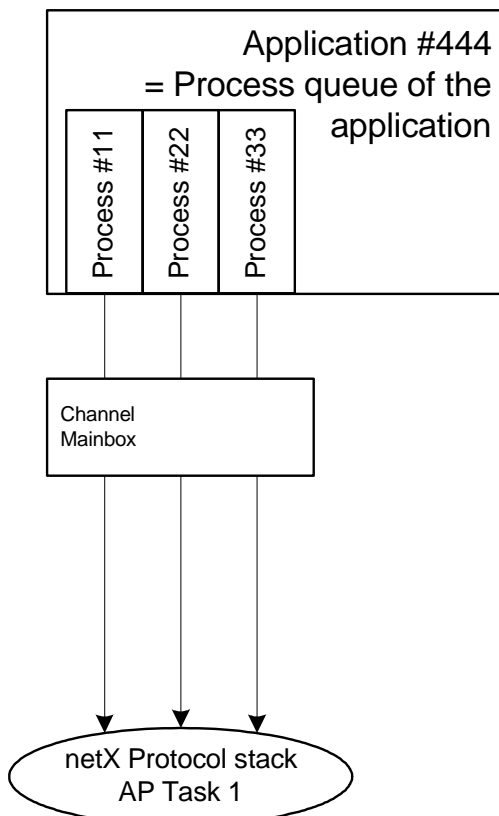 Application #444
= Process queue of the
application
Process #11
Process #22
Process #33
Channel
Mainbox
netX Protocol stack
AP Task 1